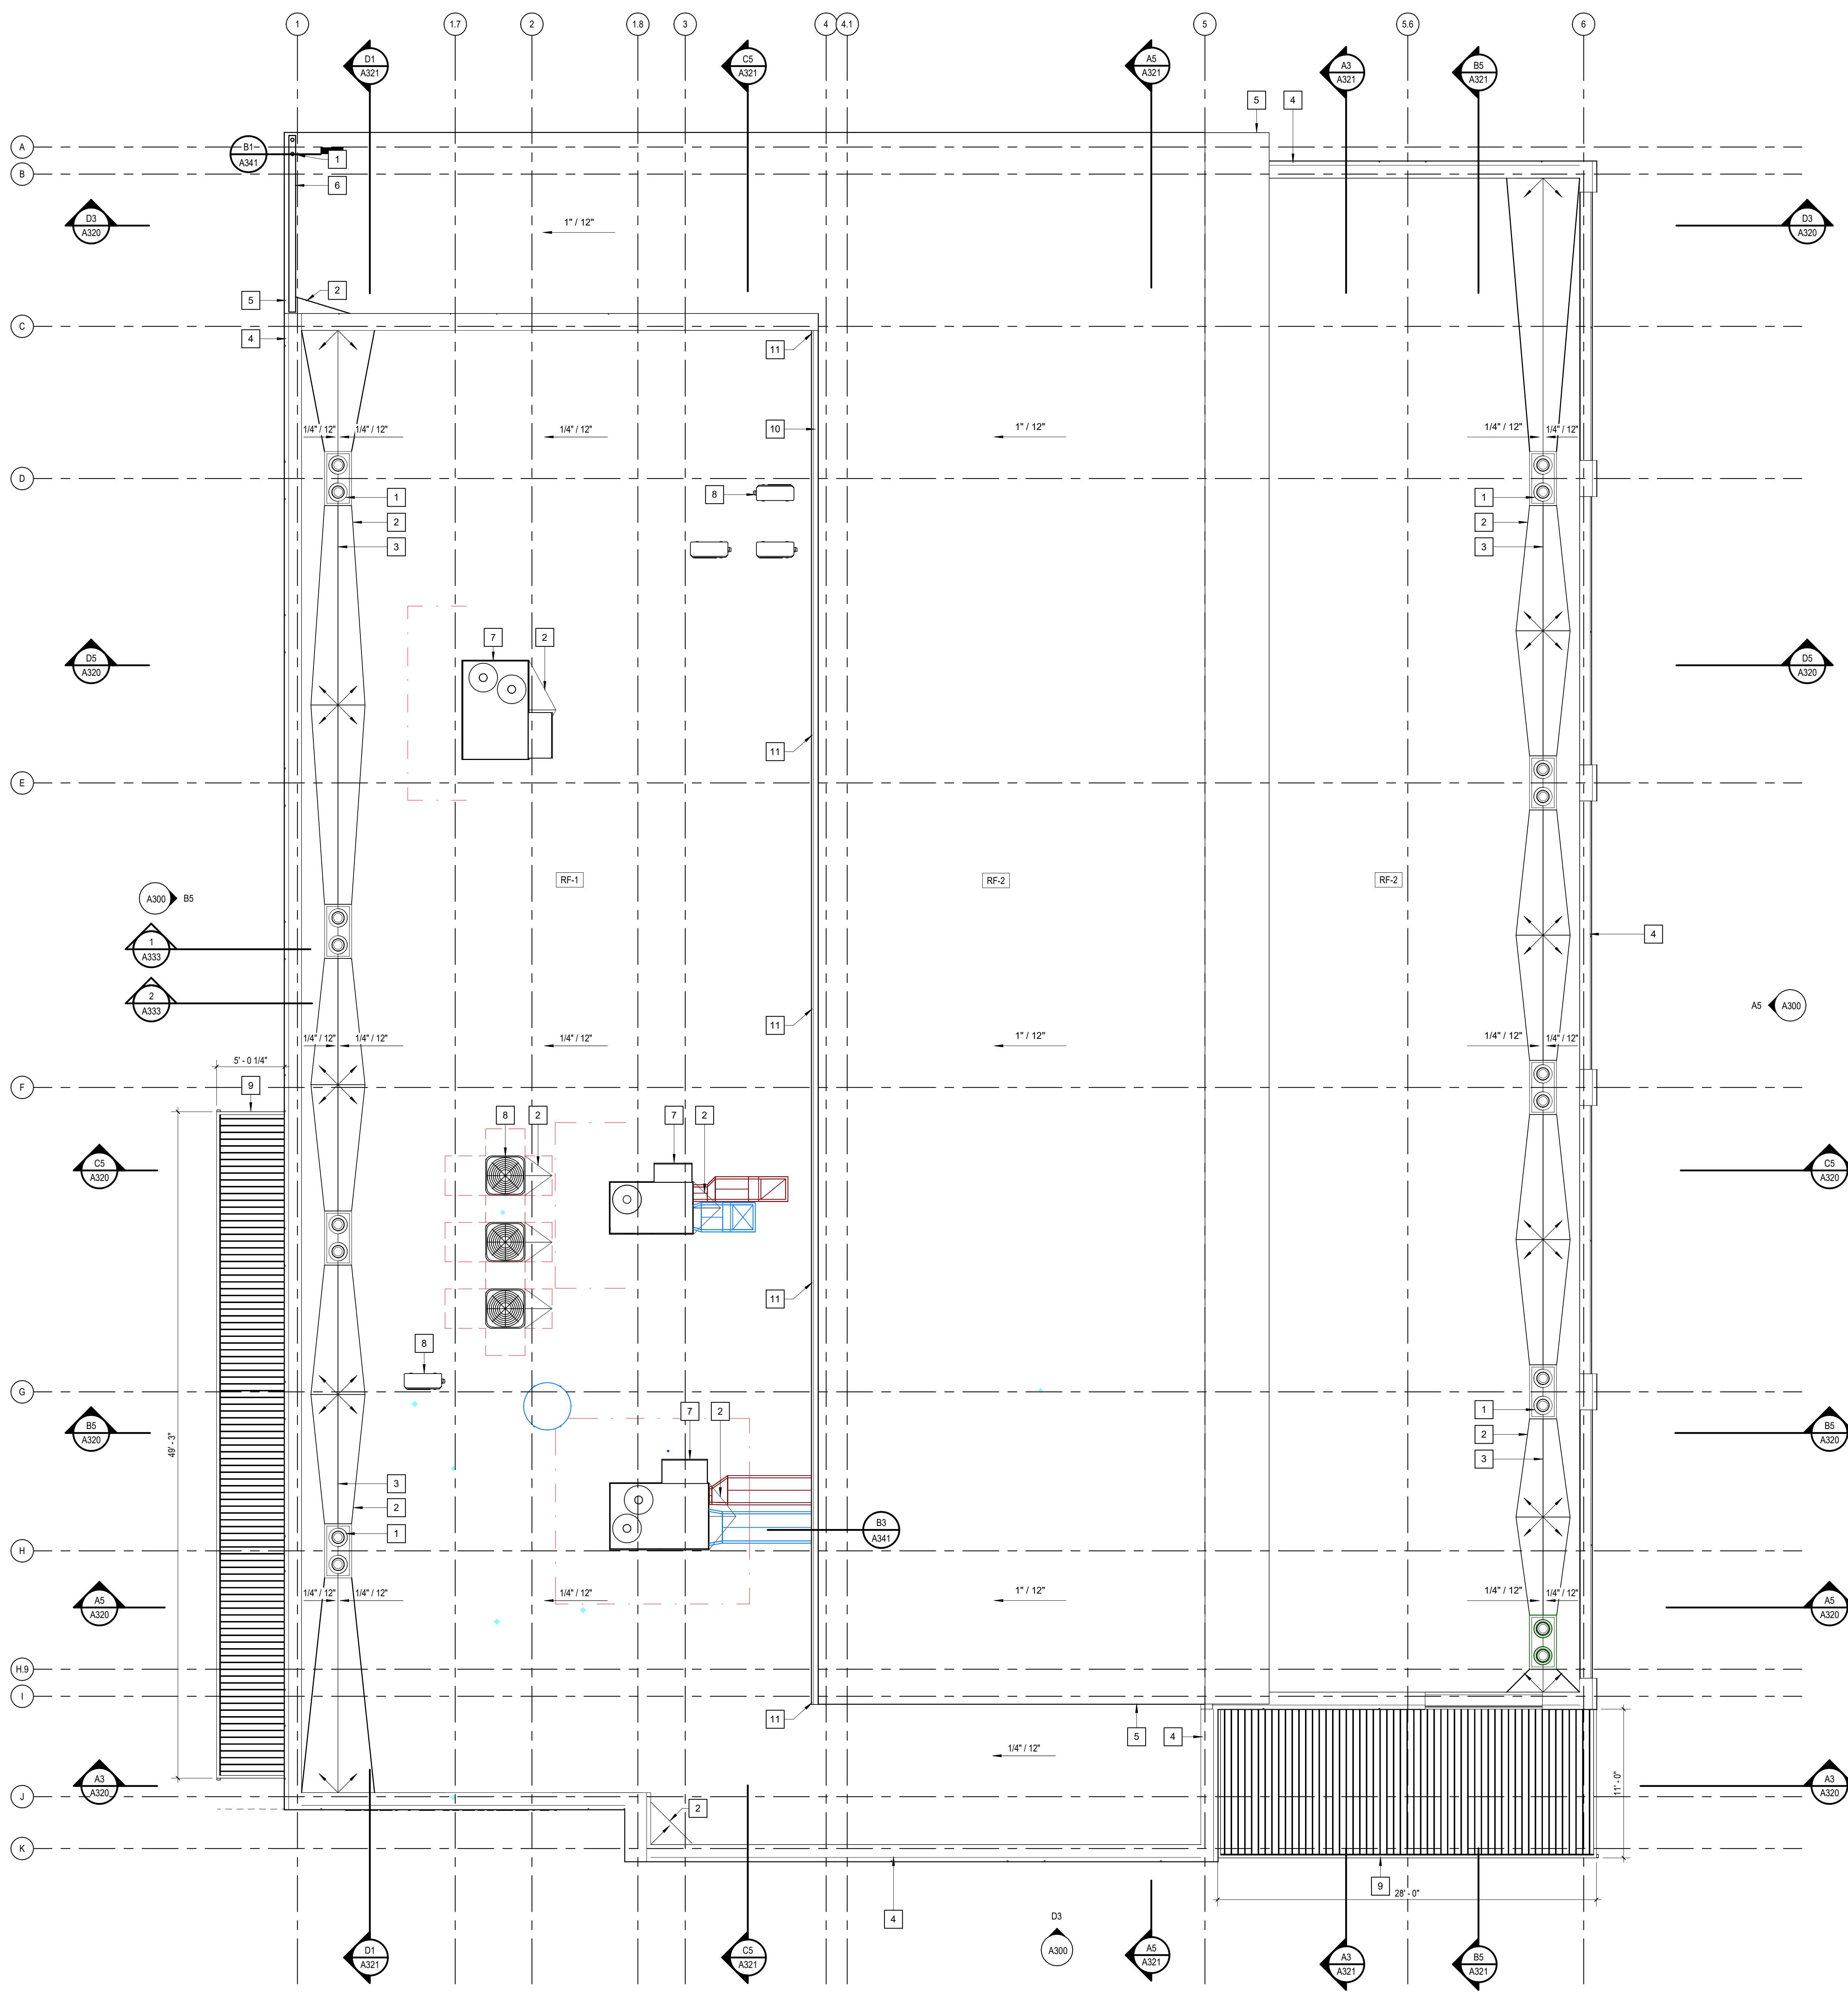 1 1.7 2 1.8 3 4 4.1 5 5.6 6
D1 C5 A5 A3 B5
A321 A321 A321 A321 A321
5 4
A
B1
A341
1
B
6
D3 D3
A320 A320
1" / 12"
2
5
C
4
11
10
1/4" / 12" 1/4" / 12" 1/4" / 12" 1" / 12" 1/4" / 12" 1/4" / 12"
D
8
1 1
2 2
3 3
7 2
D5 D5
A320 A320
11
E
RF-1 RF-2 RF-2
A300 B5
4
1
A333
2
A333
A5 A300
11
1/4" / 12" 1/4" / 12" 1/4" / 12" 1" / 12" 1/4" / 12" 1/4" / 12"
5' - 0 1/4"
F
9
8 2 7 2
C5 C5
A320 A320
11
8
G
7 2
1
B5 B5
A320 A320
2
49' - 3"
3
3
2
1
B3
A341
H
1/4" / 12" 1/4" / 12" 1/4" / 12" 1" / 12" 1/4" / 12" 1/4" / 12"
A5 A5
A320 A320
H.9
I
11
5 4
1/4" / 12"
A3 A3
A320 A320
11' - 0"
J
2
K
9
28' - 0"
4
D3
A300
D1 C5 A5 A3 B5
A321 A321 A321 A321 A321